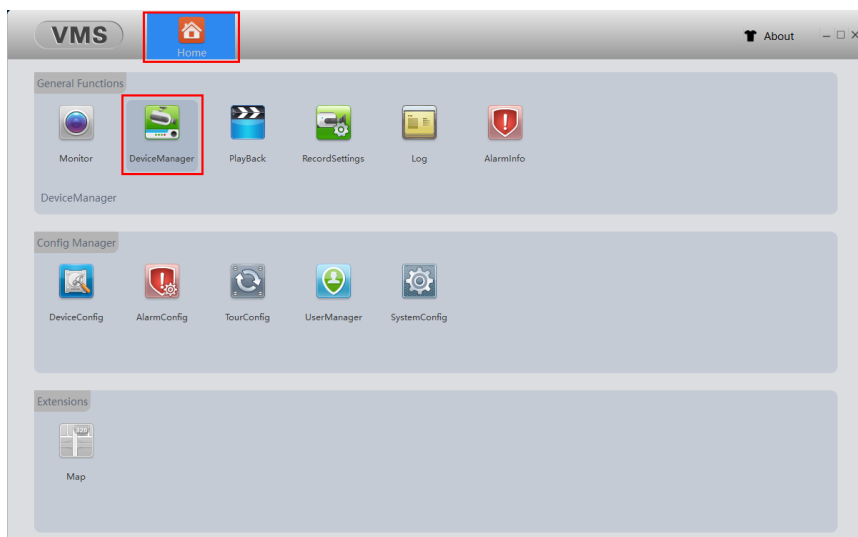 VMS
Home
About
General Functions
Monitor
DeviceManager
PlayBack
RecordSettings
Log
AlarmInfo
DeviceManager
Config Manager
DeviceConfig
AlarmConfig
TourConfig
UserManager
SystemConfig
Extensions
Map